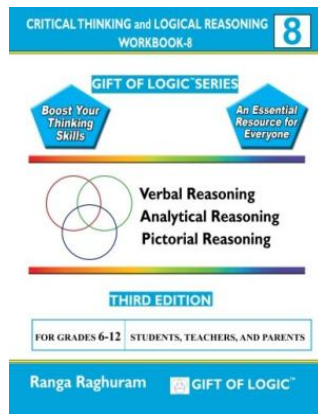 CRITICAL THINKING and LOGICAL REASONING
WORKBOOK-8
8
GIFT OF LOGIC™SERIES
Boost Your
Thinking
Skills
An Essential
Resource for
Everyone
Verbal Reasoning
Analytical Reasoning
Pictorial Reasoning
THIRD EDITION
FOR GRADES 6-12 STUDENTS, TEACHERS, AND PARENTS
Ranga Raghuram GIFT OF LOGIC™